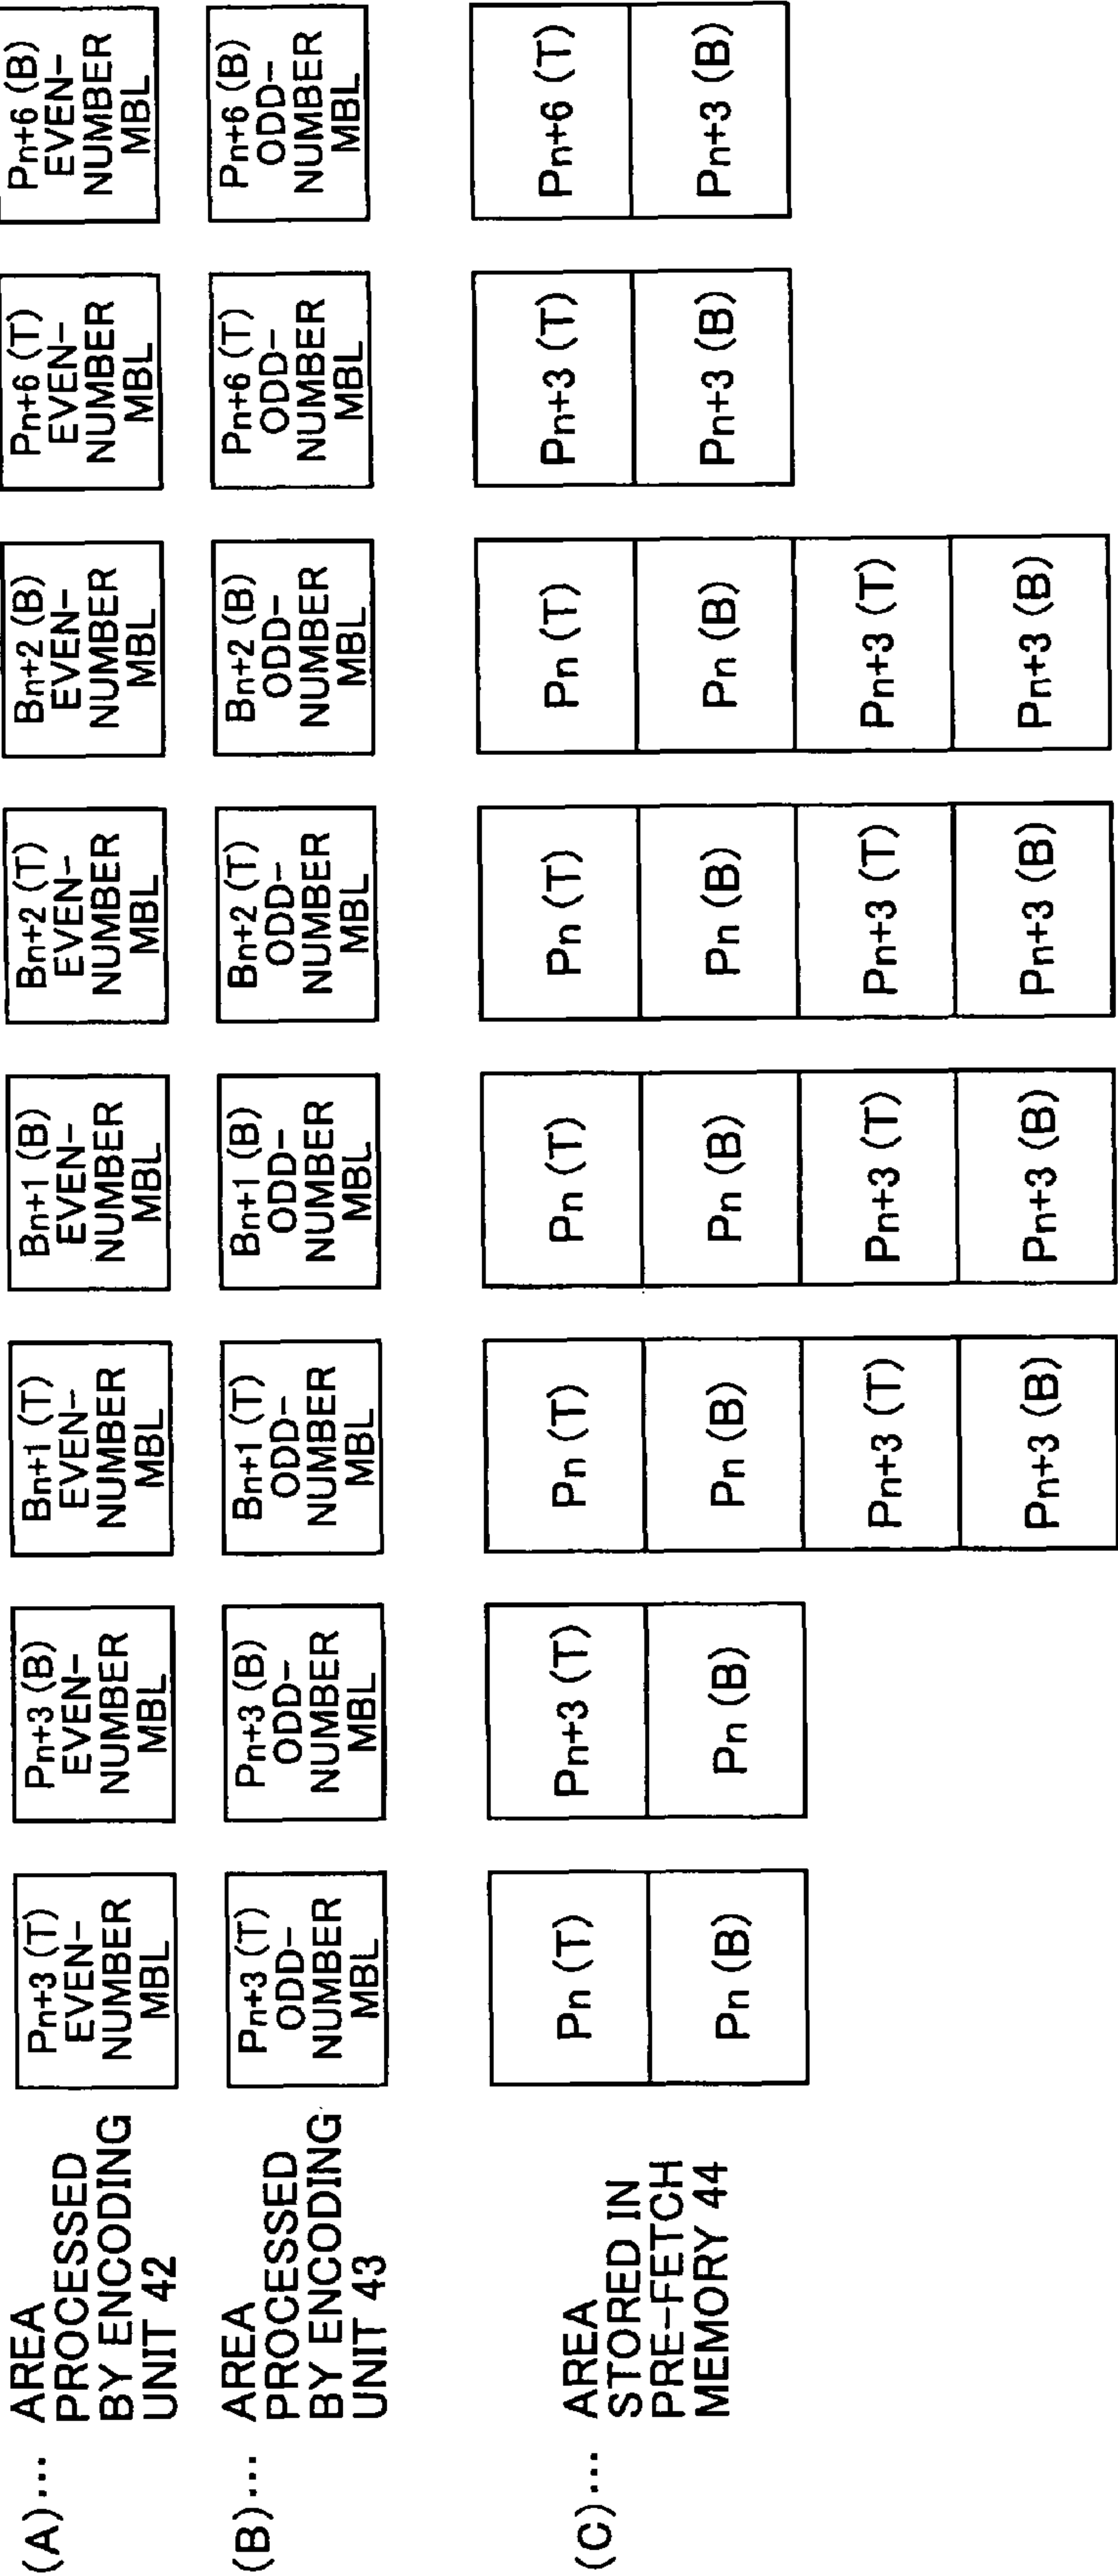 (A)... AREA
PROCESSED
BY ENCODING
UNIT 42
Pn+3 (T)
EVEN-
NUMBER
MBL
Pn+3 (B)
EVEN-
NUMBER
MBL
Bn+1 (T)
EVEN-
NUMBER
MBL
Bn+1 (B)
EVEN-
NUMBER
MBL
Bn+2 (T)
EVEN-
NUMBER
MBL
Bn+2 (B)
EVEN-
NUMBER
MBL
Pn+6 (T)
EVEN-
NUMBER
MBL
Pn+6 (B)
EVEN-
NUMBER
MBL
(B)... AREA
PROCESSED
BY ENCODING
UNIT 43
Pn+3 (T)
ODD-
NUMBER
MBL
Pn+3 (B)
ODD-
NUMBER
MBL
Bn+1 (T)
ODD-
NUMBER
MBL
Bn+1 (B)
ODD-
NUMBER
MBL
Bn+2 (T)
ODD-
NUMBER
MBL
Bn+2 (B)
ODD-
NUMBER
MBL
Pn+6 (T)
ODD-
NUMBER
MBL
Pn+6 (B)
ODD-
NUMBER
MBL
(C)... AREA
STORED IN
PRE-FETCH
MEMORY 44
Pn (T)
Pn (B)
Pn+3 (T)
Pn (B)
Pn (T)
Pn (B)
Pn+3 (T)
Pn+3 (B)
Pn (T)
Pn (B)
Pn+3 (T)
Pn+3 (B)
Pn (T)
Pn (B)
Pn+3 (T)
Pn+3 (B)
Pn (T)
Pn (B)
Pn+3 (T)
Pn+3 (B)
Pn+3 (T)
Pn+3 (B)
Pn+6 (T)
Pn+3 (B)